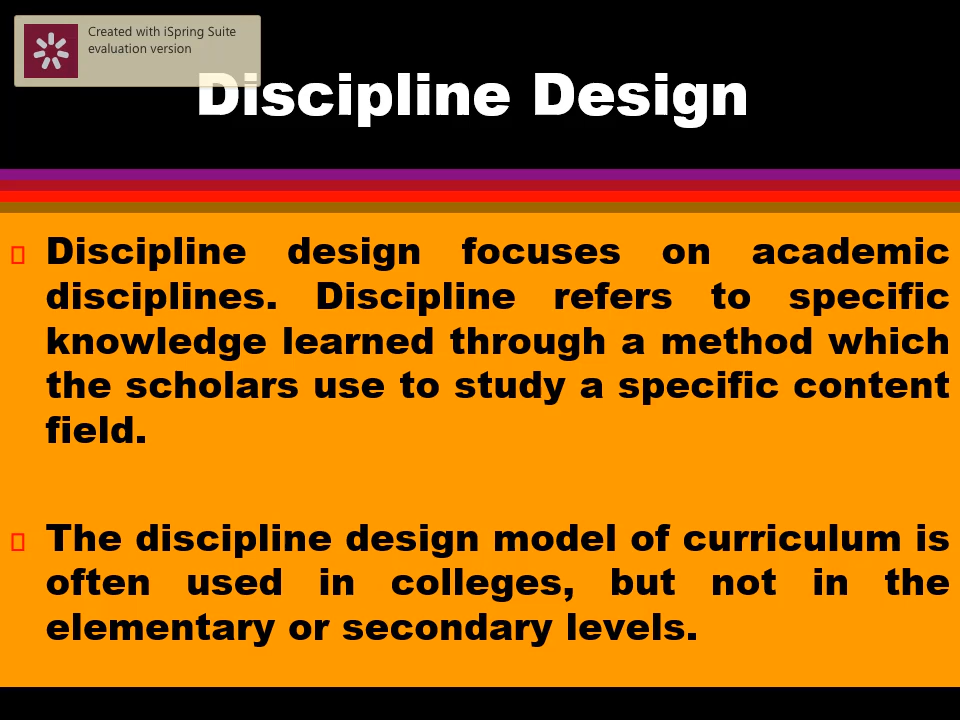 Created with iSpring Suite
evaluation version
Discipline Design
Discipline design focuses on academic
disciplines. Discipline refers to specific
knowledge learned through a method which
the scholars use to study a specific content
field.
The discipline design model of curriculum is
often used in colleges, but not in the
elementary or secondary levels.